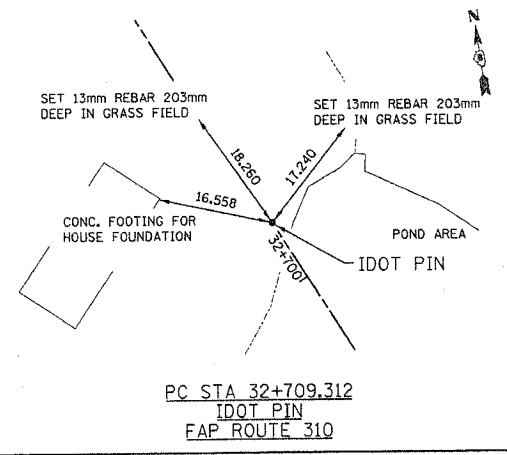 N
SET 13mm REBAR 203mm
DEEP IN GRASS FIELD
SET 13mm REBAR 203mm
DEEP IN GRASS FIELD
18.260
17.240
16.558
CONC. FOOTING FOR
HOUSE FOUNDATION
POND AREA
32+700
IDOT PIN
PC STA 32+709.312
IDOT PIN
FAP ROUTE 310